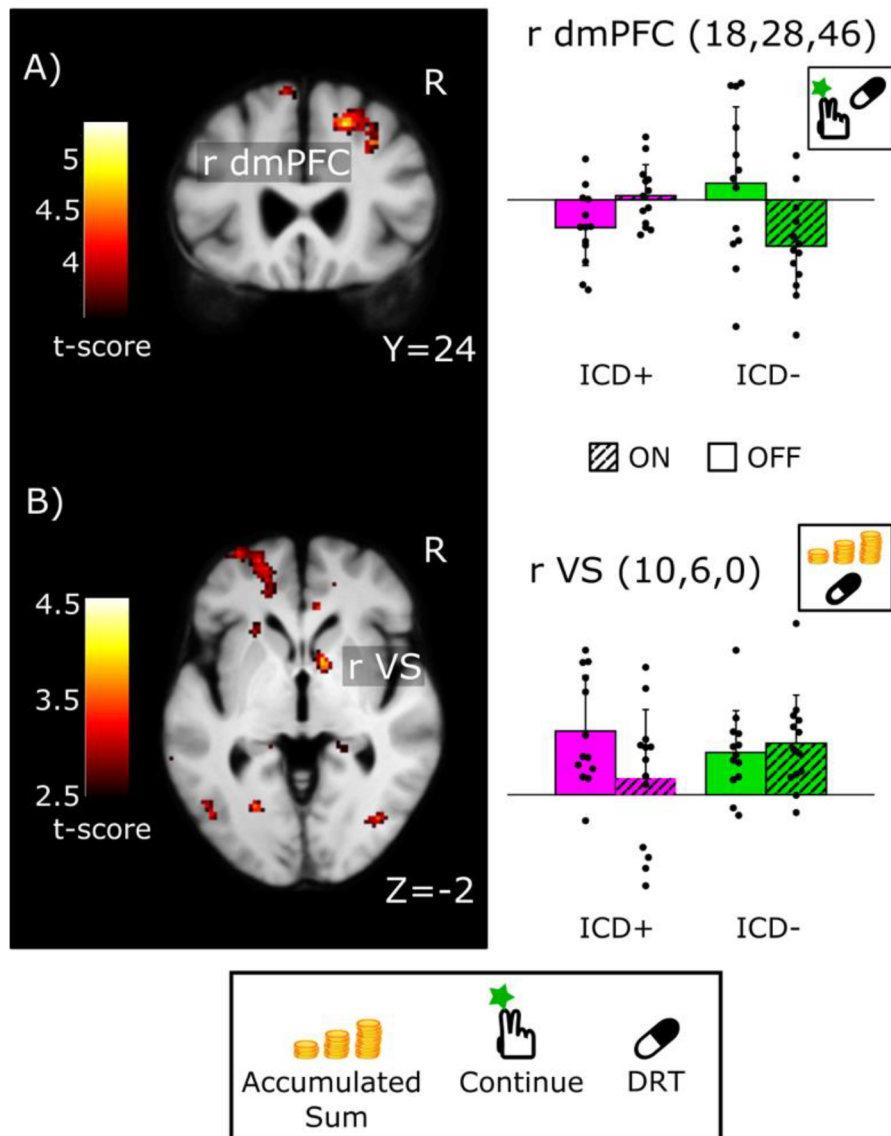 A)
R
r dmPFC
5
4.5
4
t-score
Y=24
r dmPFC (18,28,46)
ICD+ ICD-
ON OFF
B)
R
r VS
4.5
3.5
2.5
t-score
Z=-2
r VS (10,6,0)
ICD+ ICD-
Accumulated Sum
Continue
DRT